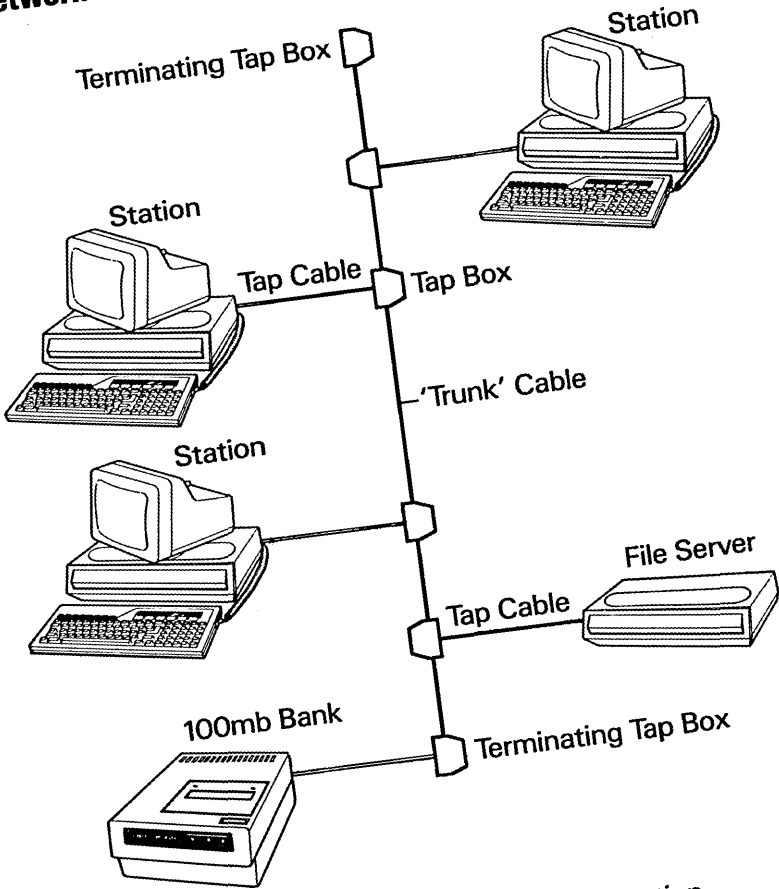 Station
Terminating Tap Box
Station
Tap Cable
Tap Box
'Trunk' Cable
Station
File Server
Tap Cable
100mb Bank
Terminating Tap Box